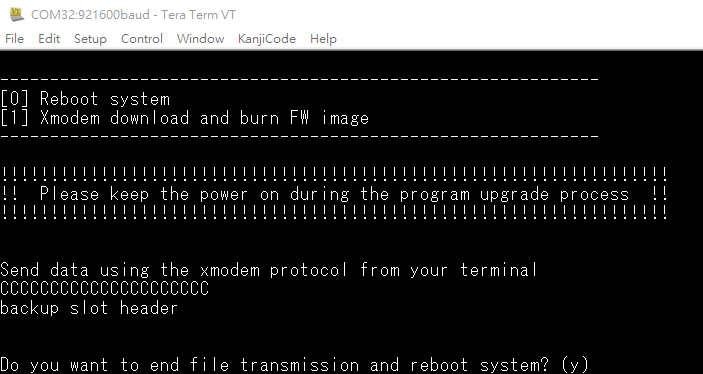 COM32:921600baud - Tera Term VT
File Edit Setup Control Window KanjiCode Help
------------------------------------------------------------
[0] Reboot system
[1] Xmodem download and burn FW image
------------------------------------------------------------
!!!!!!!!!!!!!!!!!!!!!!!!!!!!!!!!!!!!!!!!!!!!!!!!!!!!!!!!!!!!!!!!!!!
!!  Please keep the power on during the program upgrade process  !!
!!!!!!!!!!!!!!!!!!!!!!!!!!!!!!!!!!!!!!!!!!!!!!!!!!!!!!!!!!!!!!!!!!!
Send data using the xmodem protocol from your terminal
CCCCCCCCCCCCCCCCCCCCC
backup slot header
Do you want to end file transmission and reboot system? (y)